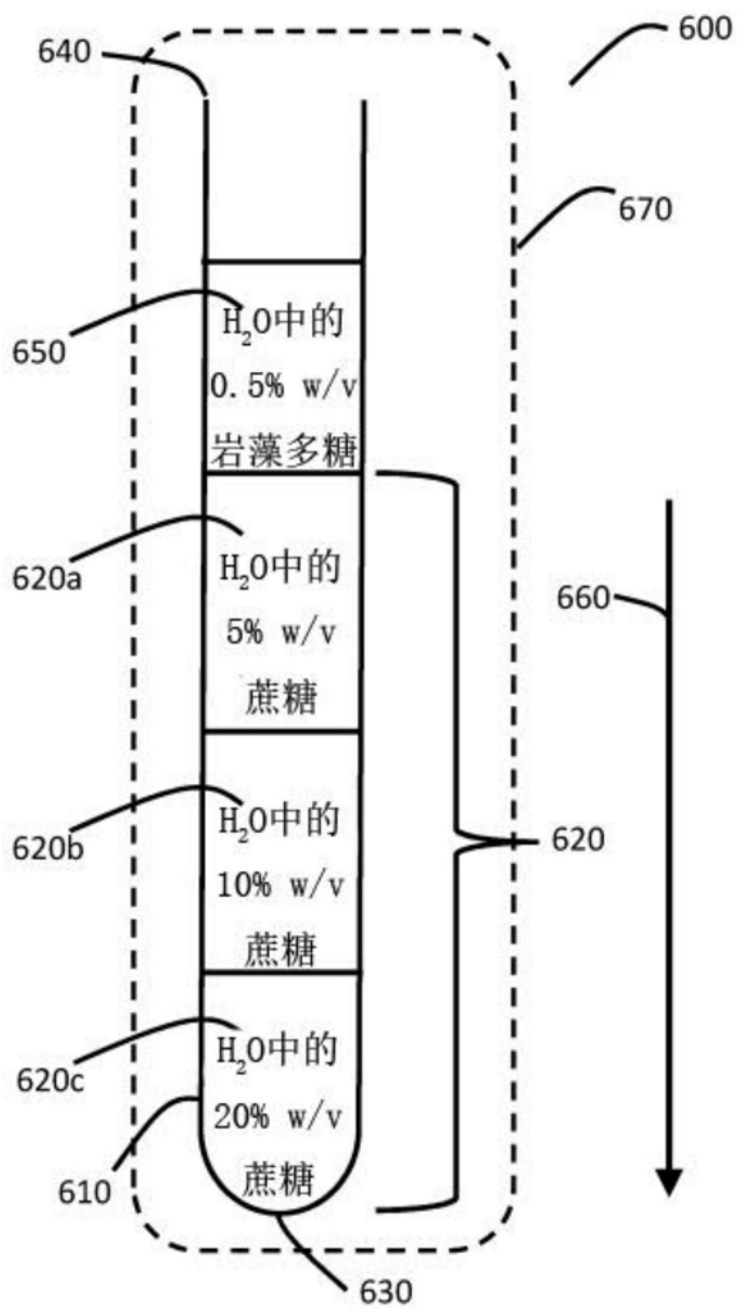 600
640
670
650
H₂O中的
0.5% w/v
岩藻多糖
620a
H₂O中的
5% w/v
蔗糖
660
620b
H₂O中的
10% w/v
蔗糖
620
620c
H₂O中的
20% w/v
蔗糖
610
630